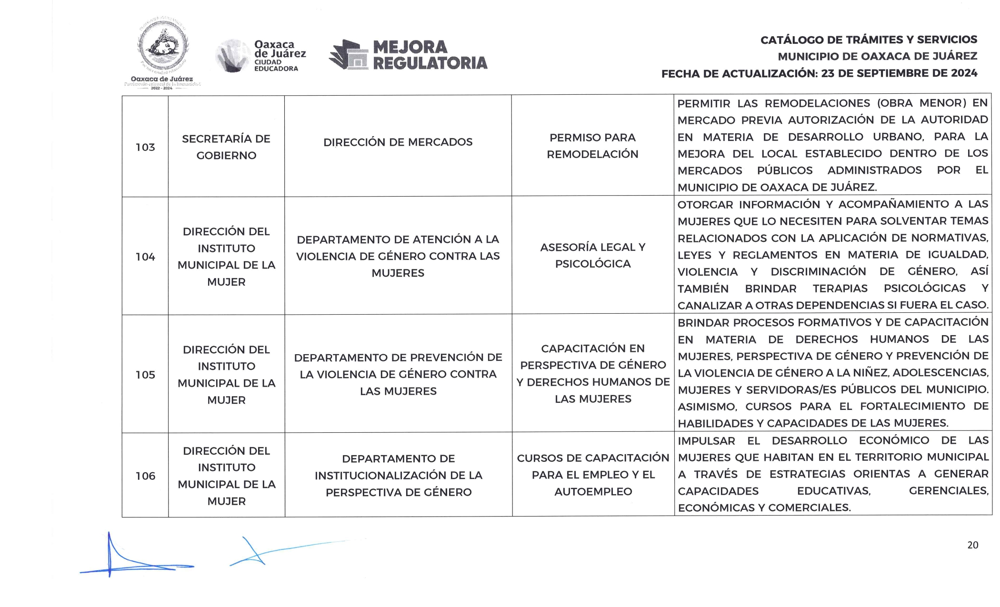 Oaxaca de Juárez
Patrimonio cultural de la humanidad
2022 - 2024
Oaxaca
de Juárez
CIUDAD
EDUCADORA
MEJORA
REGULATORIA
CATÁLOGO DE TRÁMITES Y SERVICIOS
MUNICIPIO DE OAXACA DE JUÁREZ
FECHA DE ACTUALIZACIÓN: 23 DE SEPTIEMBRE DE 2024
103
SECRETARÍA DE
GOBIERNO
DIRECCIÓN DE MERCADOS
PERMISO PARA
REMODELACIÓN
PERMITIR LAS REMODELACIONES (OBRA MENOR) EN
MERCADO PREVIA AUTORIZACIÓN DE LA AUTORIDAD
EN MATERIA DE DESARROLLO URBANO, PARA LA
MEJORA DEL LOCAL ESTABLECIDO DENTRO DE LOS
MERCADOS PÚBLICOS ADMINISTRADOS POR EL
MUNICIPIO DE OAXACA DE JUÁREZ.
104
DIRECCIÓN DEL
INSTITUTO
MUNICIPAL DE LA
MUJER
DEPARTAMENTO DE ATENCIÓN A LA
VIOLENCIA DE GÉNERO CONTRA LAS
MUJERES
ASESORÍA LEGAL Y
PSICOLÓGICA
OTORGAR INFORMACIÓN Y ACOMPAÑAMIENTO A LAS
MUJERES QUE LO NECESITEN PARA SOLVENTAR TEMAS
RELACIONADOS CON LA APLICACIÓN DE NORMATIVAS,
LEYES Y REGLAMENTOS EN MATERIA DE IGUALDAD,
VIOLENCIA Y DISCRIMINACIÓN DE GÉNERO, ASÍ
TAMBIÉN BRINDAR TERAPIAS PSICOLÓGICAS Y
CANALIZAR A OTRAS DEPENDENCIAS SI FUERA EL CASO.
105
DIRECCIÓN DEL
INSTITUTO
MUNICIPAL DE LA
MUJER
DEPARTAMENTO DE PREVENCIÓN DE
LA VIOLENCIA DE GÉNERO CONTRA
LAS MUJERES
CAPACITACIÓN EN
PERSPECTIVA DE GÉNERO
Y DERECHOS HUMANOS DE
LAS MUJERES
BRINDAR PROCESOS FORMATIVOS Y DE CAPACITACIÓN
EN MATERIA DE DERECHOS HUMANOS DE LAS
MUJERES, PERSPECTIVA DE GÉNERO Y PREVENCIÓN DE
LA VIOLENCIA DE GÉNERO A LA NIÑEZ, ADOLESCENCIAS,
MUJERES Y SERVIDORAS/ES PÚBLICOS DEL MUNICIPIO.
ASIMISMO, CURSOS PARA EL FORTALECIMIENTO DE
HABILIDADES Y CAPACIDADES DE LAS MUJERES.
106
DIRECCIÓN DEL
INSTITUTO
MUNICIPAL DE LA
MUJER
DEPARTAMENTO DE
INSTITUCIONALIZACIÓN DE LA
PERSPECTIVA DE GÉNERO
CURSOS DE CAPACITACIÓN
PARA EL EMPLEO Y EL
AUTOEMPLEO
IMPULSAR EL DESARROLLO ECONÓMICO DE LAS
MUJERES QUE HABITAN EN EL TERRITORIO MUNICIPAL
A TRAVÉS DE ESTRATEGIAS ORIENTAS A GENERAR
CAPACIDADES EDUCATIVAS, GERENCIALES,
ECONÓMICAS Y COMERCIALES.
20